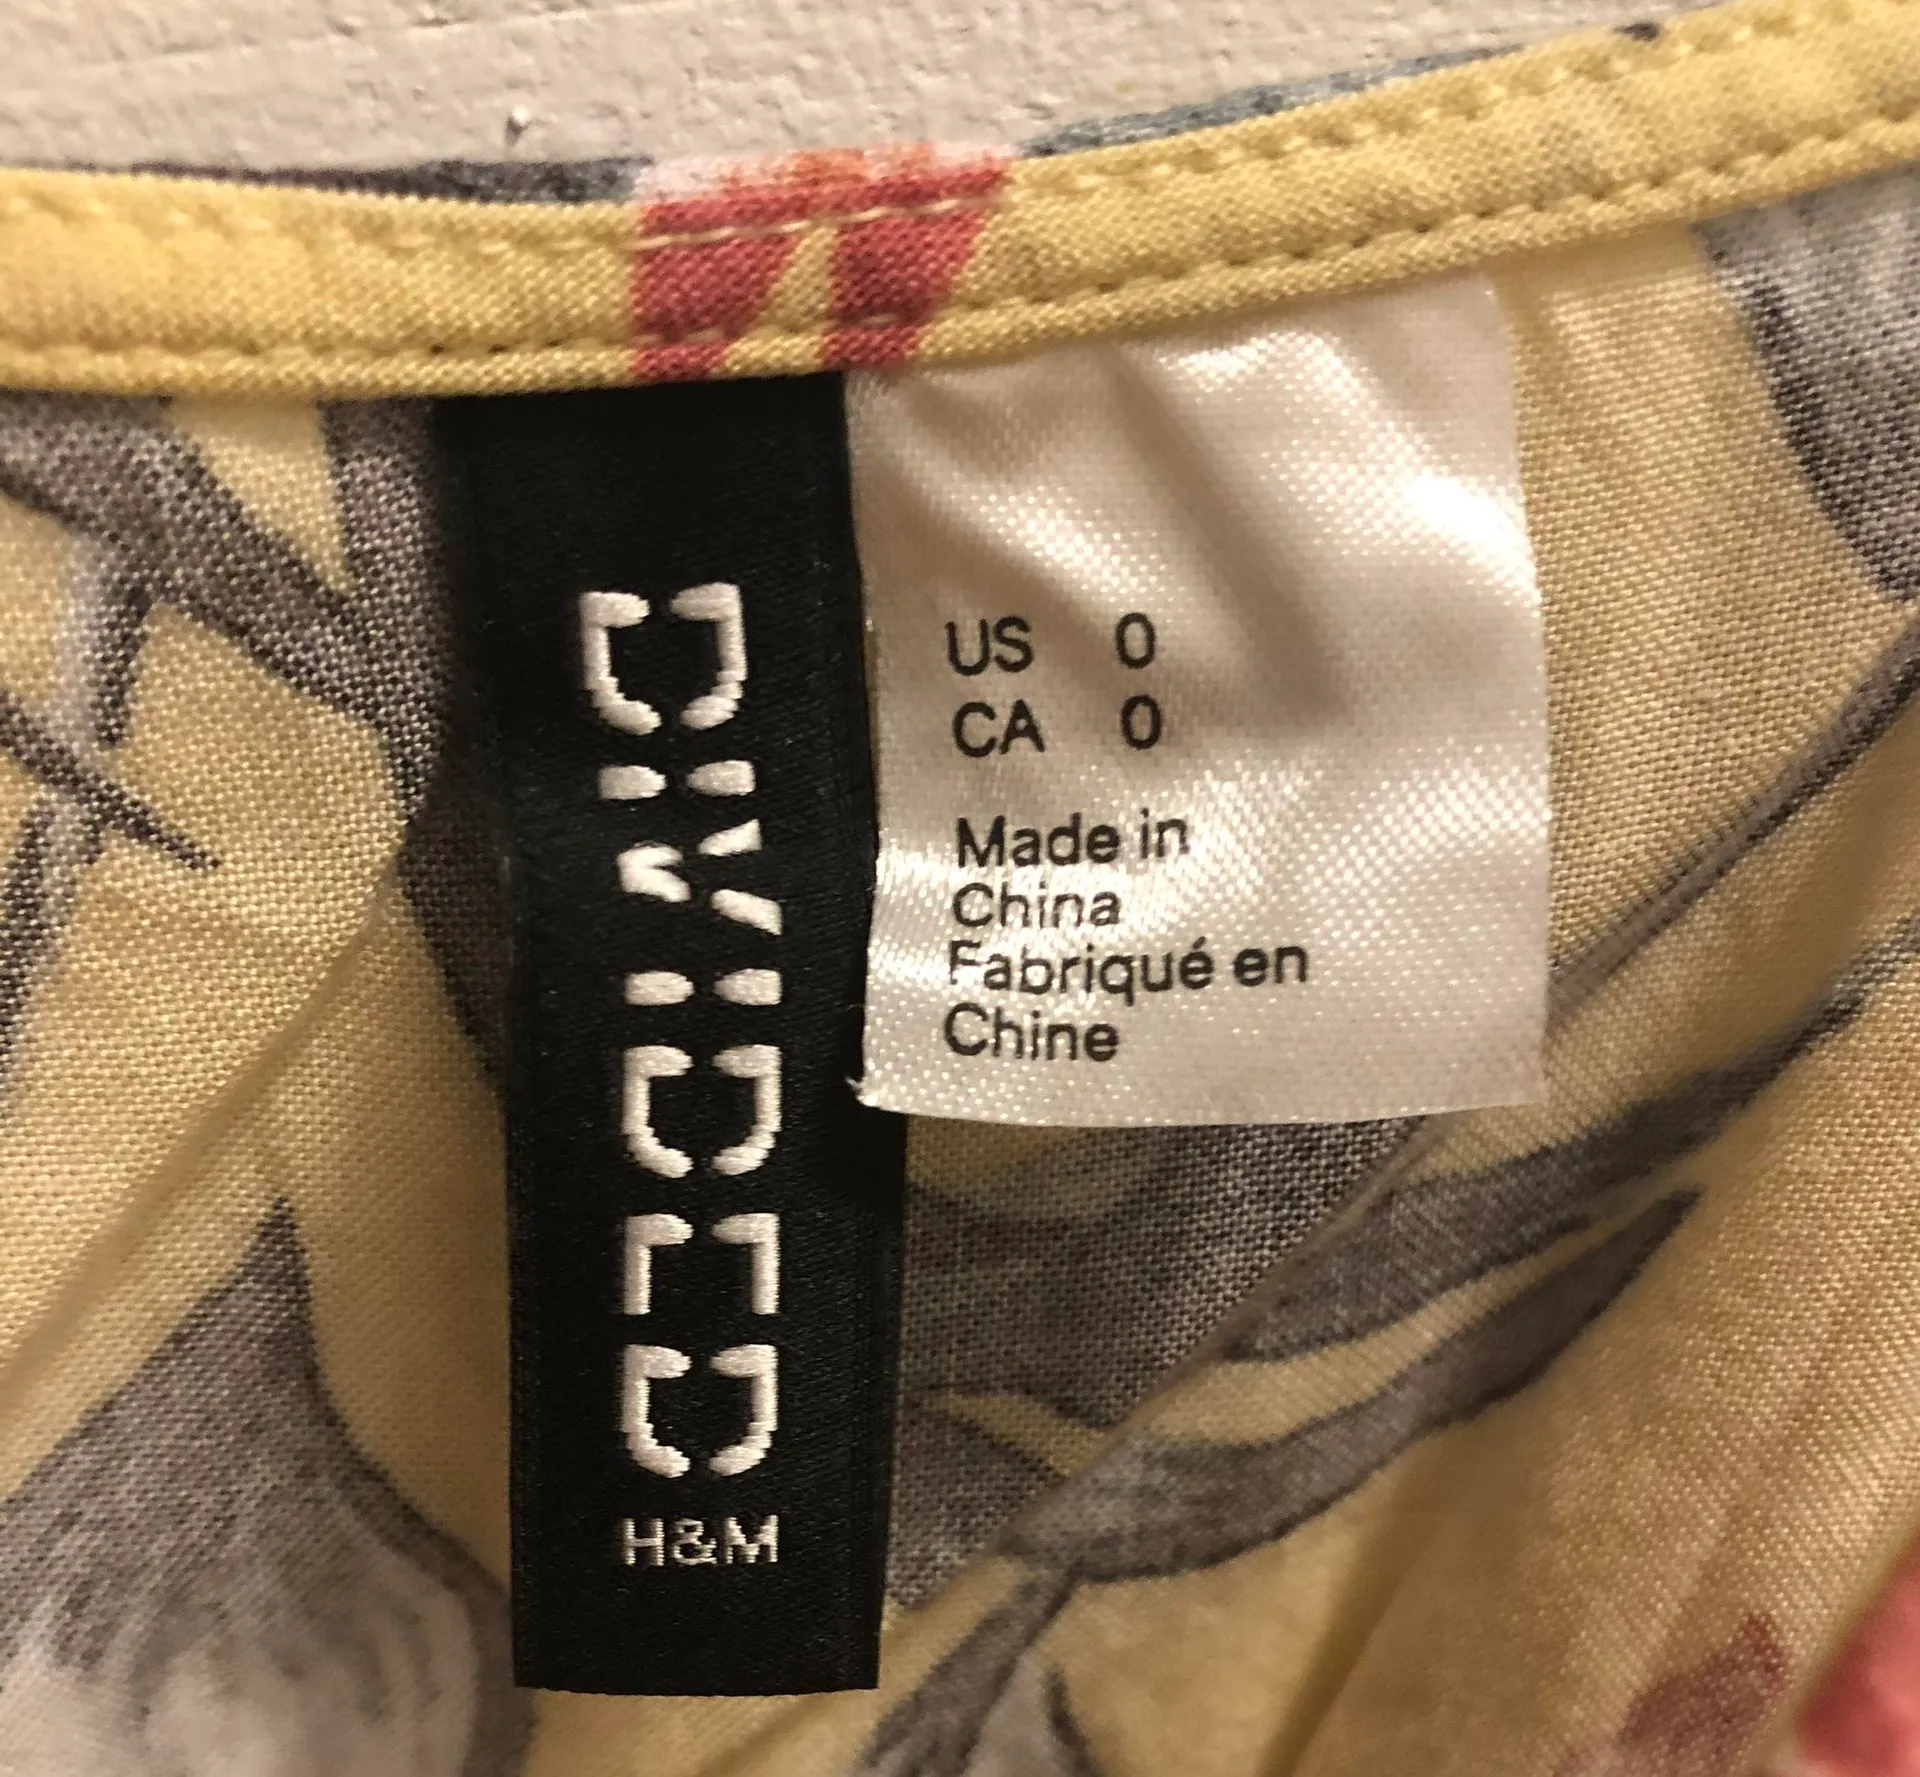 DIVIDED
H&M
US 0
CA 0
Made in
China
Fabriqué en
Chine